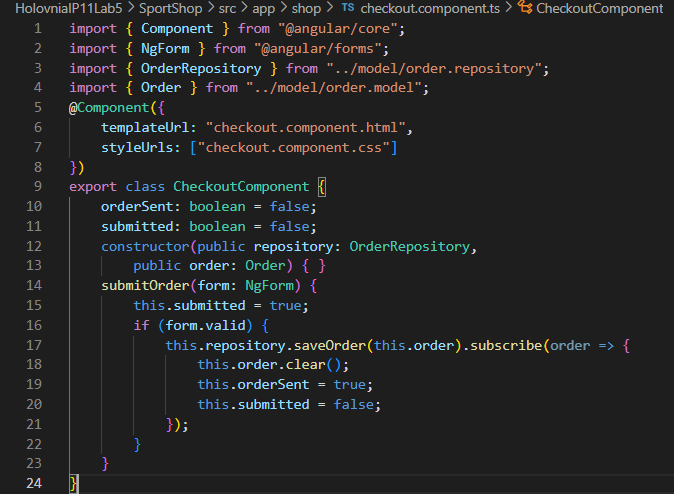 HolovniaIP11Lab5 > SportShop > src > app > shop > TS checkout.component.ts > CheckoutComponent
1 import { Component } from "@angular/core";
2 import { NgForm } from "@angular/forms";
3 import { OrderRepository } from "../model/order.repository";
4 import { Order } from "../model/order.model";
5 @Component({
6     templateUrl: "checkout.component.html",
7     styleUrls: ["checkout.component.css"]
8 })
9 export class CheckoutComponent {
10     orderSent: boolean = false;
11     submitted: boolean = false;
12     constructor(public repository: OrderRepository,
13         public order: Order) { }
14     submitOrder(form: NgForm) {
15         this.submitted = true;
16         if (form.valid) {
17             this.repository.saveOrder(this.order).subscribe(order => {
18                 this.order.clear();
19                 this.orderSent = true;
20                 this.submitted = false;
21             });
22         }
23     }
24 }